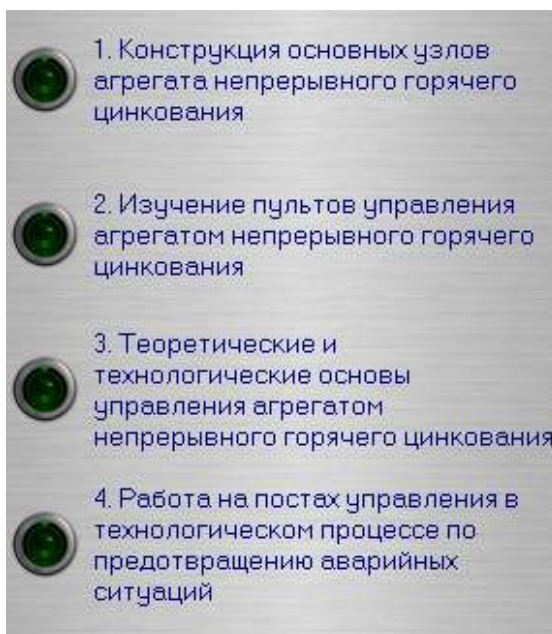 1. Конструкция основных узлов
агрегата непрерывного горячего
цинкования
2. Изучение пультов управления
агрегатом непрерывного горячего
цинкования
3. Теоретические и
технологические основы
управления агрегатом
непрерывного горячего цинкования
4. Работа на постах управления в
технологическом процессе по
предотвращению аварийных
ситуаций